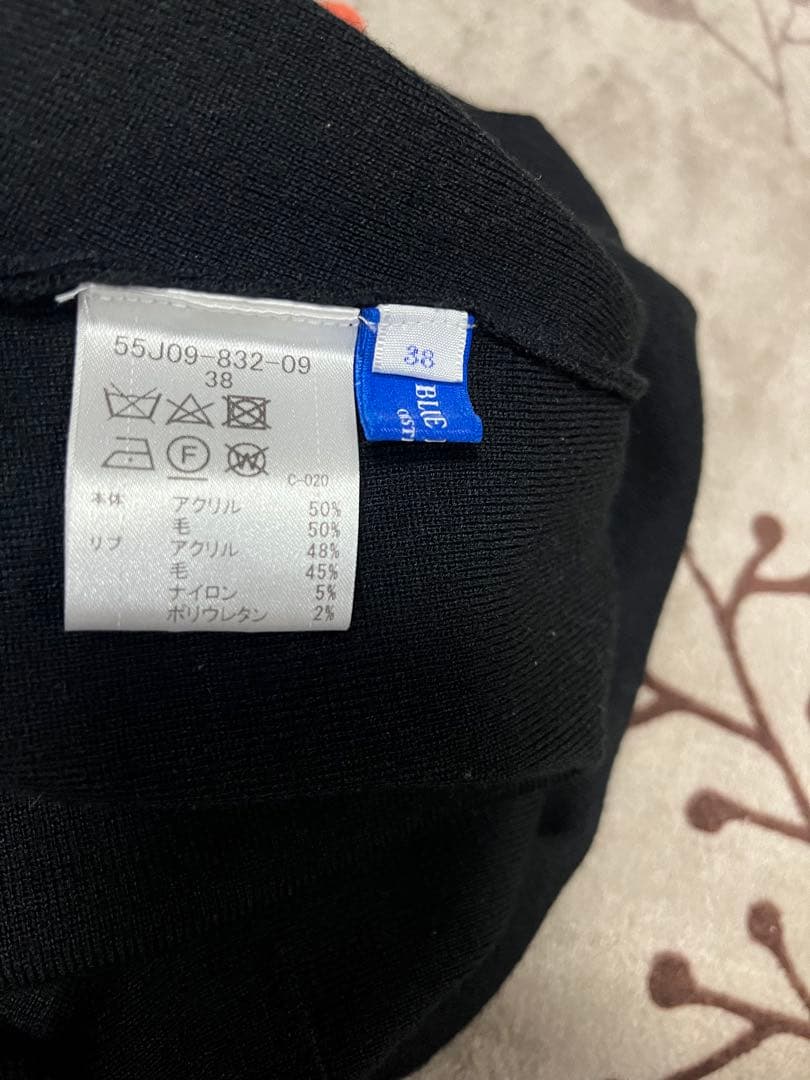 55J09-832-09
38
F
W
C-020
本体 アクリル 50%
毛 50%
リブ アクリル 48%
毛 45%
ナイロン 5%
ポリウレタン 2%
38
BLUE